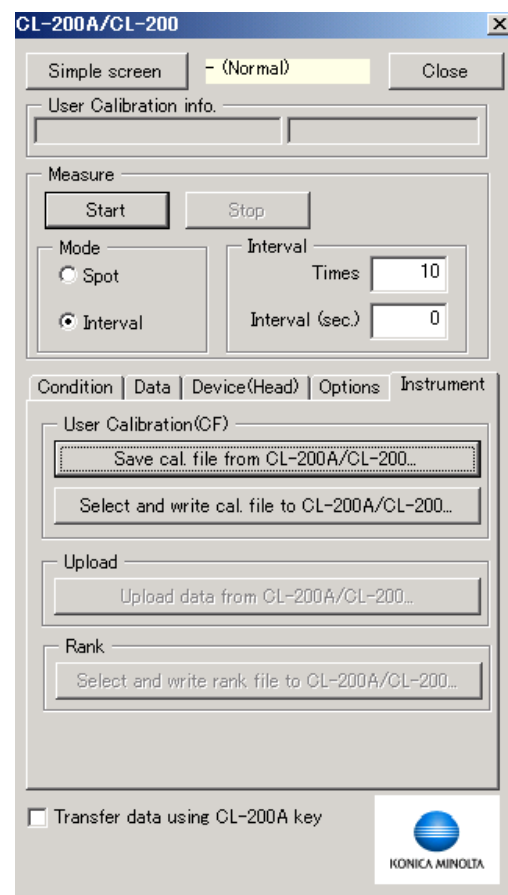 CL-200A/CL-200
Simple screen - (Normal) Close
User Calibration info.
Measure
Start Stop
Mode Interval
Spot Times 10
Interval Interval (sec.) 0
Condition Data Device(Head) Options Instrument
User Calibration(CF)
Save cal. file from CL-200A/CL-200...
Select and write cal. file to CL-200A/CL-200...
Upload
Upload data from CL-200A/CL-200...
Rank
Select and write rank file to CL-200A/CL-200...
Transfer data using CL-200A key
KONICA MINOLTA